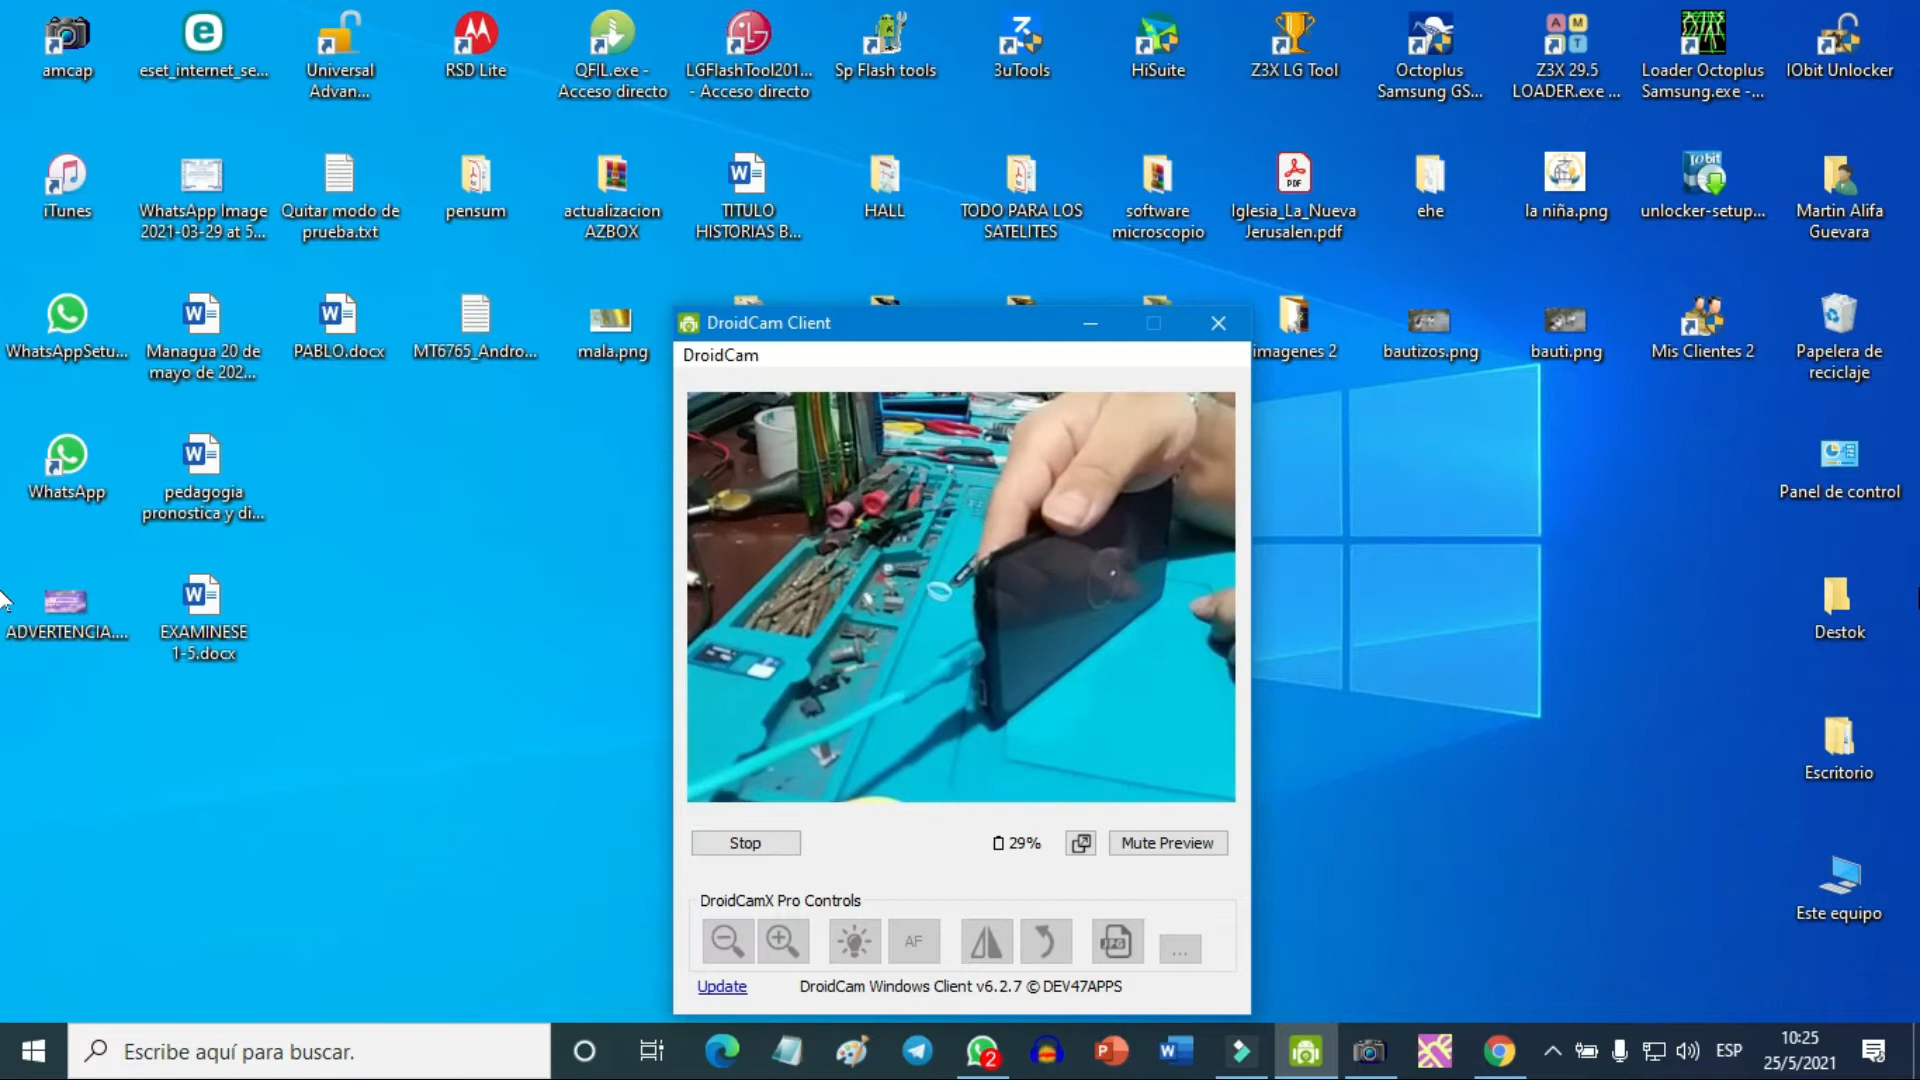 amcap
eset_internet_se...
Universal
Advan...
RSD Lite
QFIL.exe -
Acceso directo
LGFlashTool201...
- Acceso directo
Sp Flash tools
3uTools
HiSuite
Z3X LG Tool
Octoplus
Samsung GS...
Z3X 29.5
LOADER.exe ...
Loader Octoplus
Samsung.exe -...
IObit Unlocker
iTunes
WhatsApp Image
2021-03-29 at 5...
Quitar modo de
prueba.txt
pensum
actualizacion
AZBOX
TITULO
HISTORIAS B...
HALL
TODO PARA LOS
SATELITES
software
microscopio
Iglesia_La_Nueva
Jerusalen.pdf
ehe
la niña.png
unlocker-setup...
Martin Alifa
Guevara
WhatsAppSetu...
Managua 20 de
mayo de 202...
PABLO.docx
MT6765_Andro...
mala.png
imagenes 2
bautizos.png
bauti.png
Mis Clientes 2
Papelera de
reciclaje
WhatsApp
pedagogia
pronostica y di...
Panel de control
ADVERTENCIA....
EXAMINESE
1-5.docx
Destok
Escritorio
Este equipo
DroidCam Client
DroidCam
Stop
29%
Mute Preview
DroidCamX Pro Controls
AF
JPG
...
Update
DroidCam Windows Client v6.2.7 © DEV47APPS
Escribe aquí para buscar.
2
ESP
10:25
25/5/2021